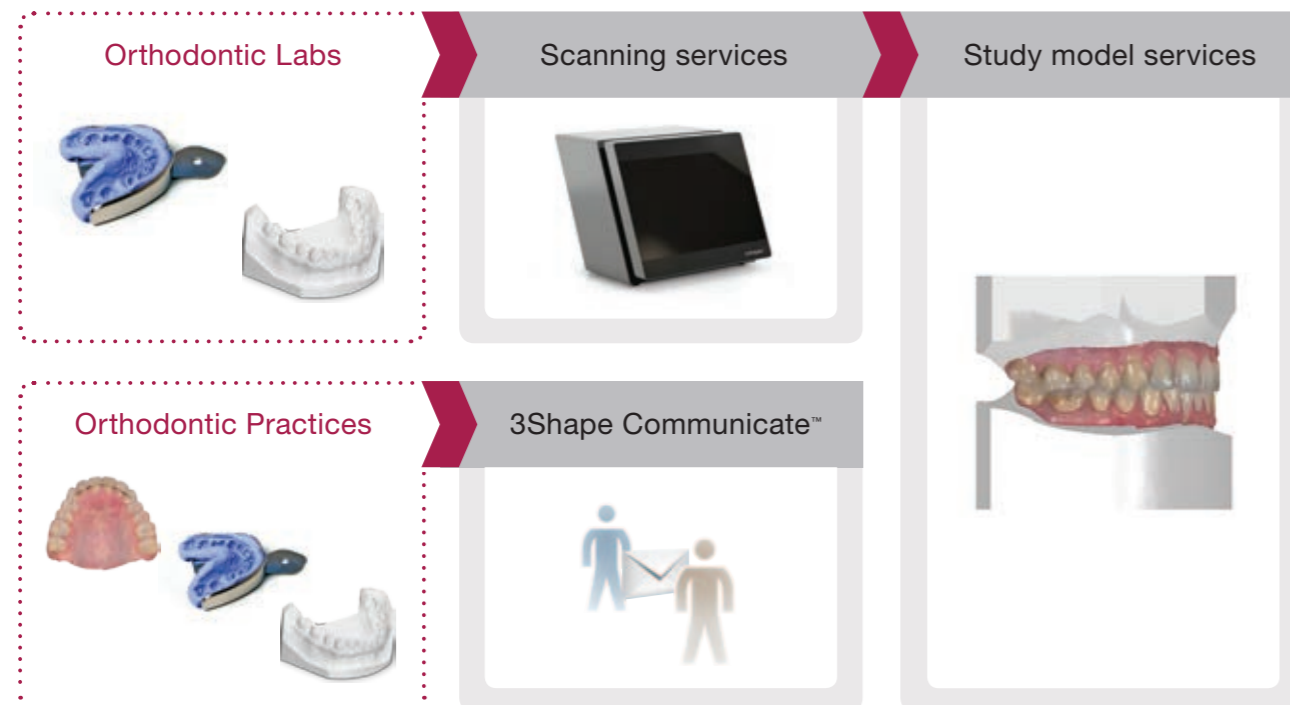 Orthodontic Labs
Scanning services
Study model services
Orthodontic Practices
3Shape Communicate™